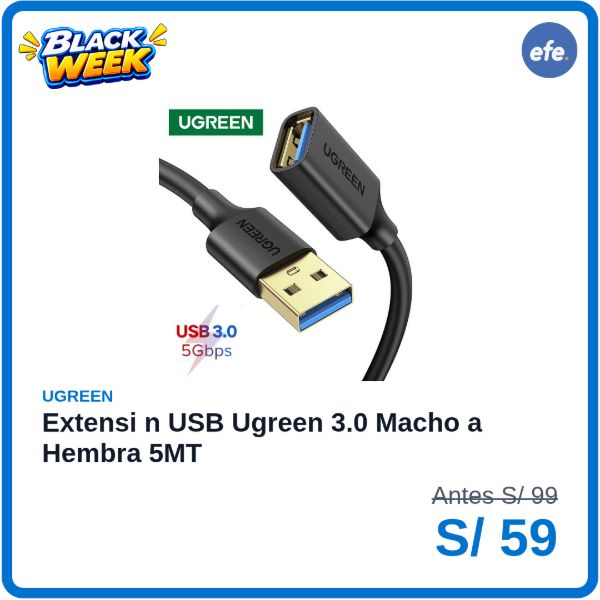 BLACK
WEEK
efe.
UGREEN
UGREEN
UGREEN
USB 3.0
5Gbps
UGREEN
Extensi n USB Ugreen 3.0 Macho a
Hembra 5MT
Antes S/ 99
S/ 59